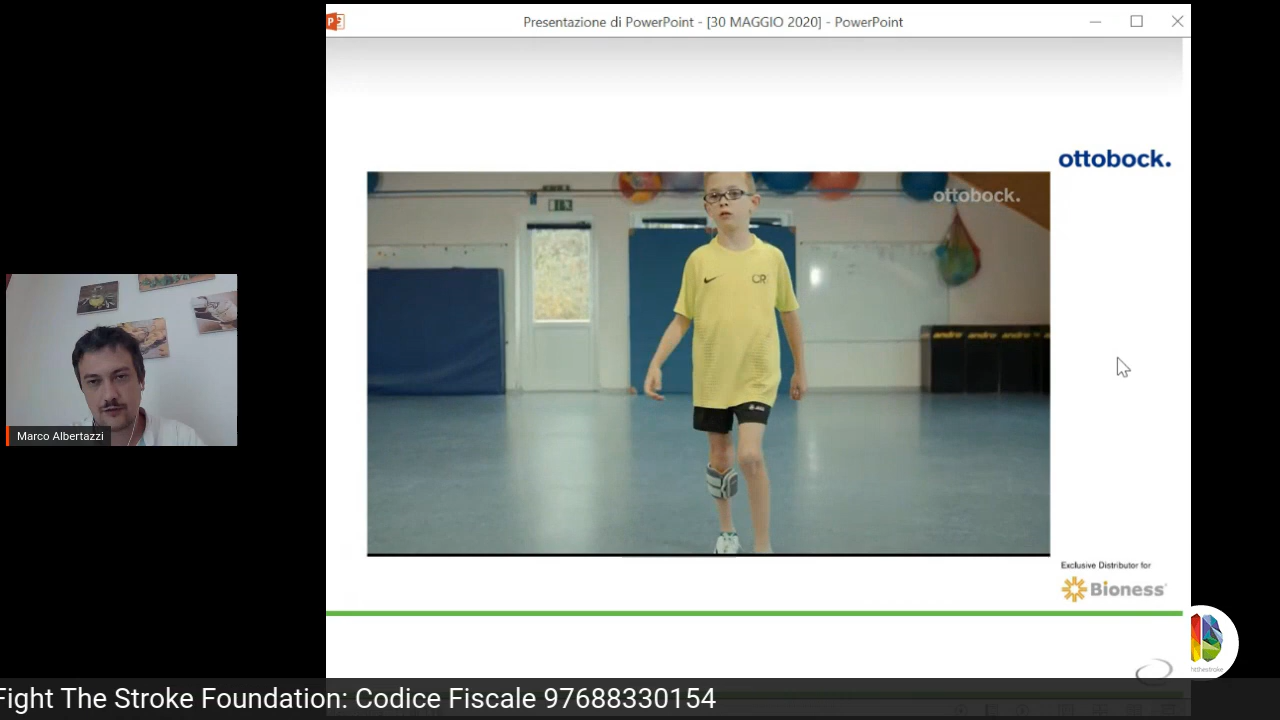 Presentazione di PowerPoint - [30 MAGGIO 2020] - PowerPoint
ottobock.
ottobock.
Marco Albertazzi
Exclusive Distributor for
Bioness
Fight The Stroke Foundation: Codice Fiscale 97688330154